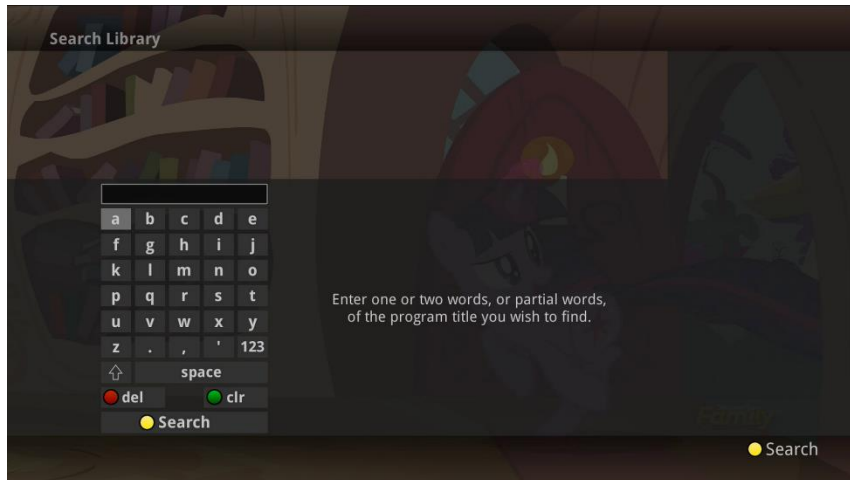 Search Library
a b c d e
f g h i j
k l m n o
p q r s t
u v w x y
z . , ' 123
space
del clr
Search
Enter one or two words, or partial words,
of the program title you wish to find.
Family
Search